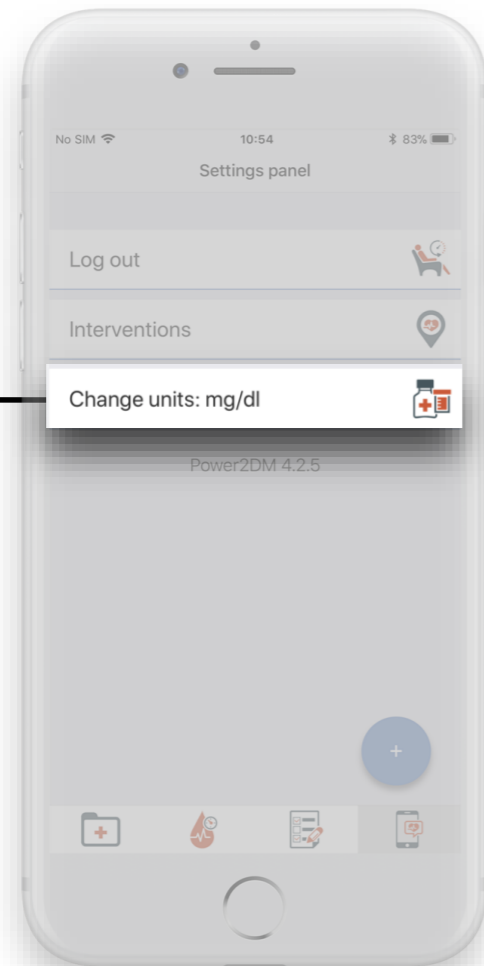 No SIM 10:54 83%
Settings panel
Log out
Interventions
Change units: mg/dl
Power2DM 4.2.5
+